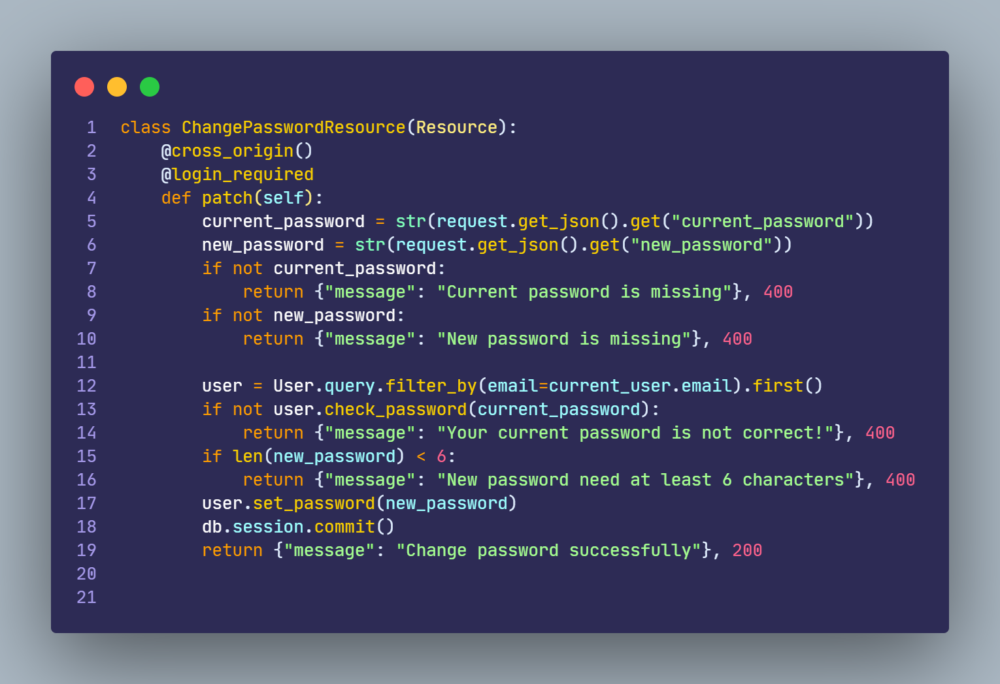 1 class ChangePasswordResource(Resource):
2     @cross_origin()
3     @login_required
4     def patch(self):
5         current_password = str(request.get_json().get("current_password"))
6         new_password = str(request.get_json().get("new_password"))
7         if not current_password:
8             return {"message": "Current password is missing"}, 400
9         if not new_password:
10             return {"message": "New password is missing"}, 400
11
12         user = User.query.filter_by(email=current_user.email).first()
13         if not user.check_password(current_password):
14             return {"message": "Your current password is not correct!"}, 400
15         if len(new_password) < 6:
16             return {"message": "New password need at least 6 characters"}, 400
17         user.set_password(new_password)
18         db.session.commit()
19         return {"message": "Change password successfully"}, 200
20
21